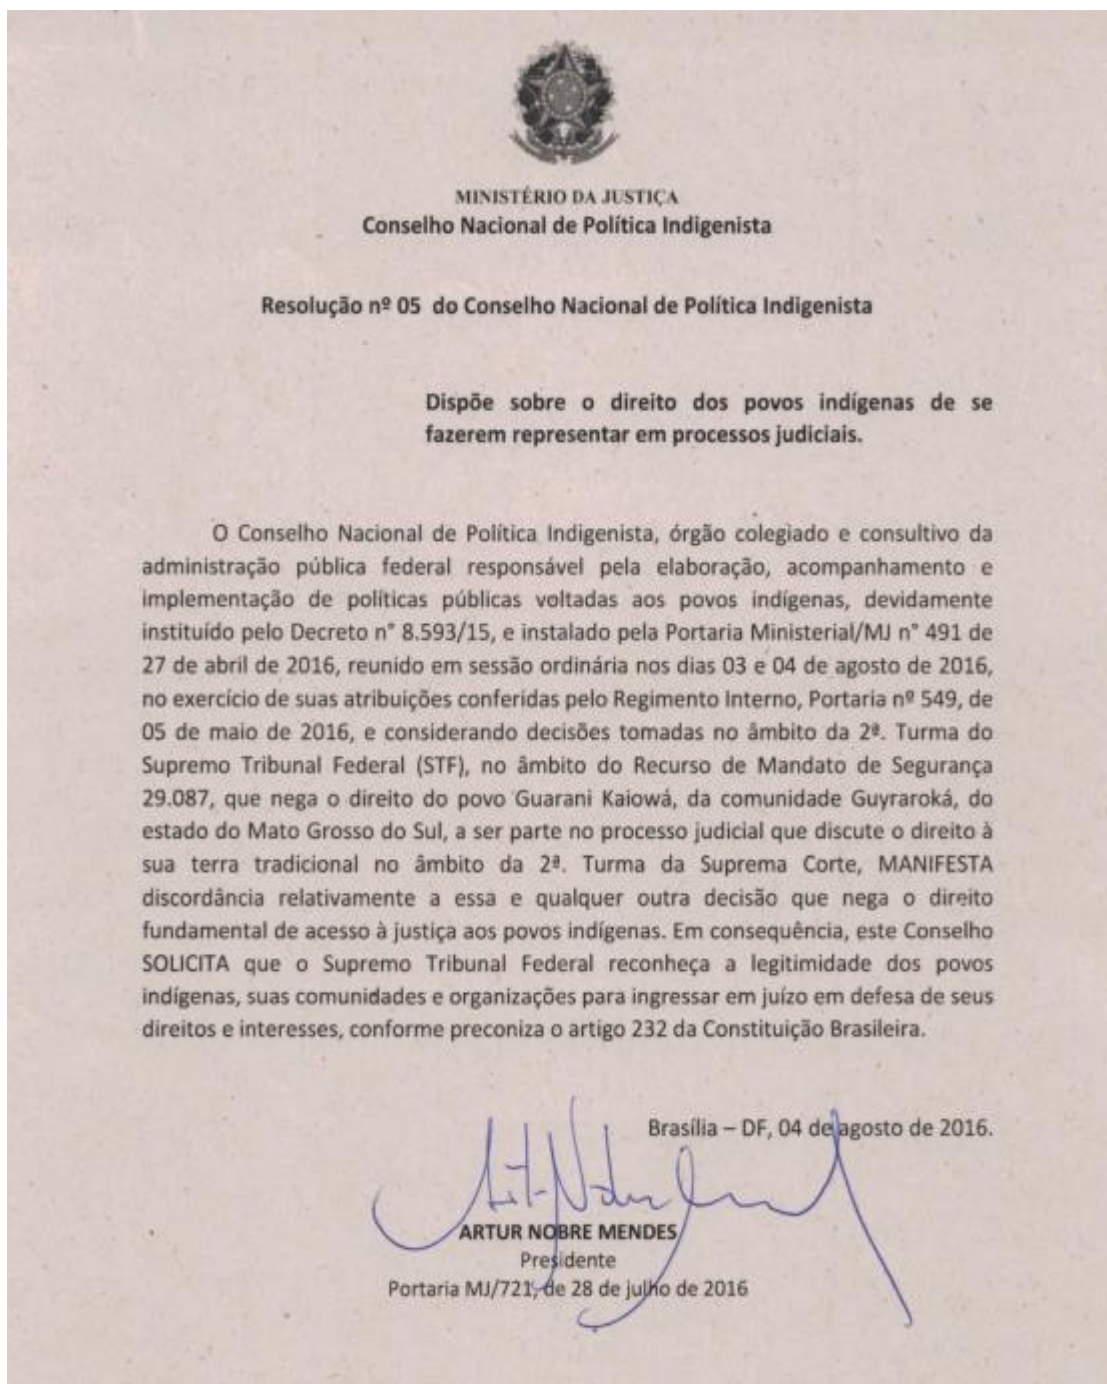 MINISTÉRIO DA JUSTIÇA
Conselho Nacional de Política Indigenista
Resolução nº 05 do Conselho Nacional de Política Indigenista
Dispõe sobre o direito dos povos indígenas de se
fazerem representar em processos judiciais.
O Conselho Nacional de Política Indigenista, órgão colegiado e consultivo da
administração pública federal responsável pela elaboração, acompanhamento e
implementação de políticas públicas voltadas aos povos indígenas, devidamente
instituído pelo Decreto n° 8.593/15, e instalado pela Portaria Ministerial/MJ n° 491 de
27 de abril de 2016, reunido em sessão ordinária nos dias 03 e 04 de agosto de 2016,
no exercício de suas atribuições conferidas pelo Regimento Interno, Portaria nº 549, de
05 de maio de 2016, e considerando decisões tomadas no âmbito da 2ª. Turma do
Supremo Tribunal Federal (STF), no âmbito do Recurso de Mandato de Segurança
29.087, que nega o direito do povo Guarani Kaiowá, da comunidade Guyraroká, do
estado do Mato Grosso do Sul, a ser parte no processo judicial que discute o direito à
sua terra tradicional no âmbito da 2ª. Turma da Suprema Corte, MANIFESTA
discordância relativamente a essa e qualquer outra decisão que nega o direito
fundamental de acesso à justiça aos povos indígenas. Em consequência, este Conselho
SOLICITA que o Supremo Tribunal Federal reconheça a legitimidade dos povos
indígenas, suas comunidades e organizações para ingressar em juízo em defesa de seus
direitos e interesses, conforme preconiza o artigo 232 da Constituição Brasileira.
Brasília – DF, 04 de agosto de 2016.
ARTUR NOBRE MENDES
Presidente
Portaria MJ/721, de 28 de julho de 2016